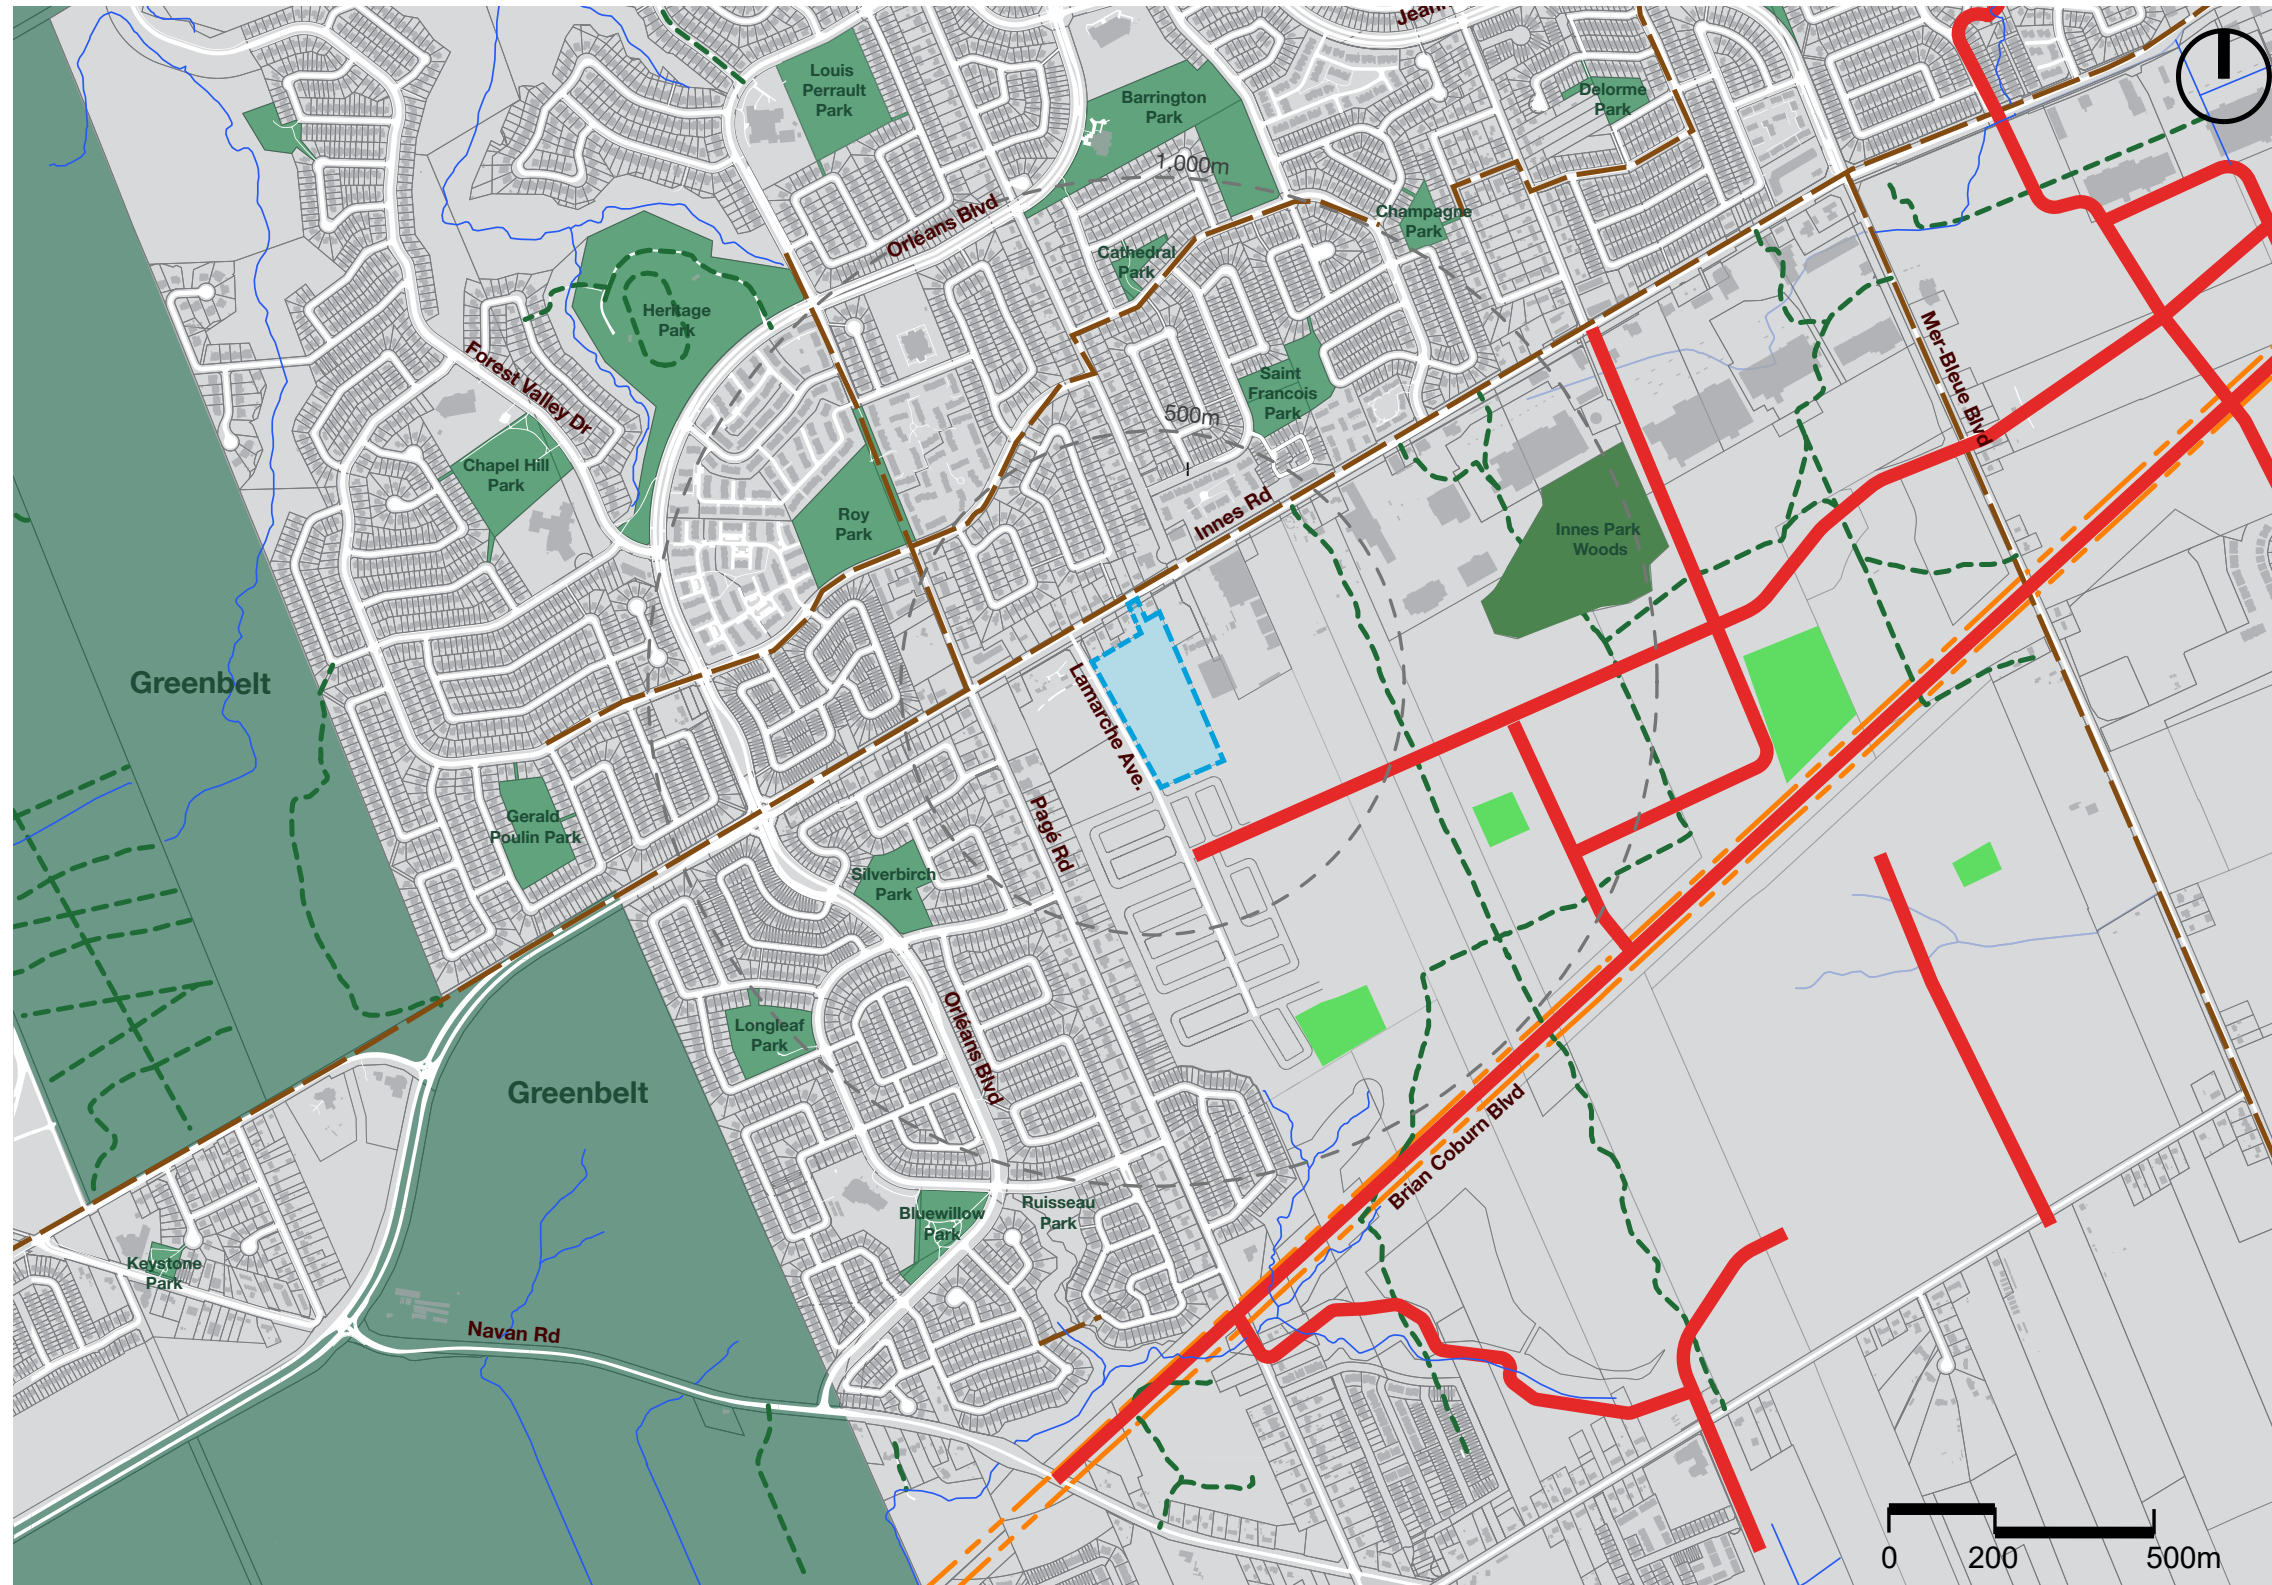 Jeann
Louis
Perrault
Park
Barrington
Park
Delorme
Park
1,000m
Orléans Blvd
Champagne
Park
Cathedral
Park
Heritage
Park
Forest Valley Dr
Mer-Bleue Blvd
Saint
Francois
Park
500m
Chapel Hill
Park
Roy
Park
Innes Rd
Innes Park
Woods
Greenbelt
Lamarche Ave.
Gerald
Poulin Park
Pagé Rd
Silverbirch
Park
Longleaf
Park
Orléans Blvd
Greenbelt
Brian Coburn Blvd
Bluewillow
Park
Ruisseau
Park
Keystone
Park
Navan Rd
0 200 500m